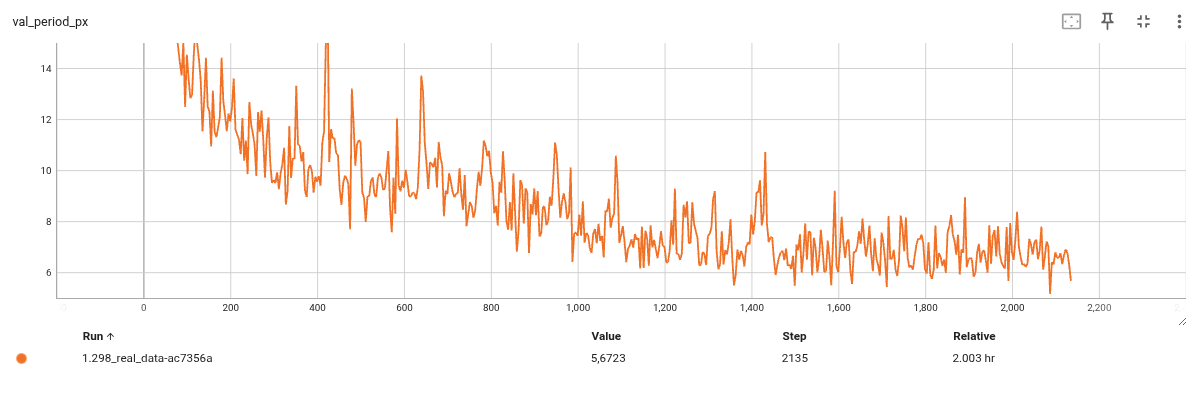 val_period_px
14
12
10
8
6
0 200 400 600 800 1,000 1,200 1,400 1,600 1,800 2,000 2,200
Run ↑ Value Step Relative
1.298_real_data-ac7356a 5,6723 2135 2.003 hr